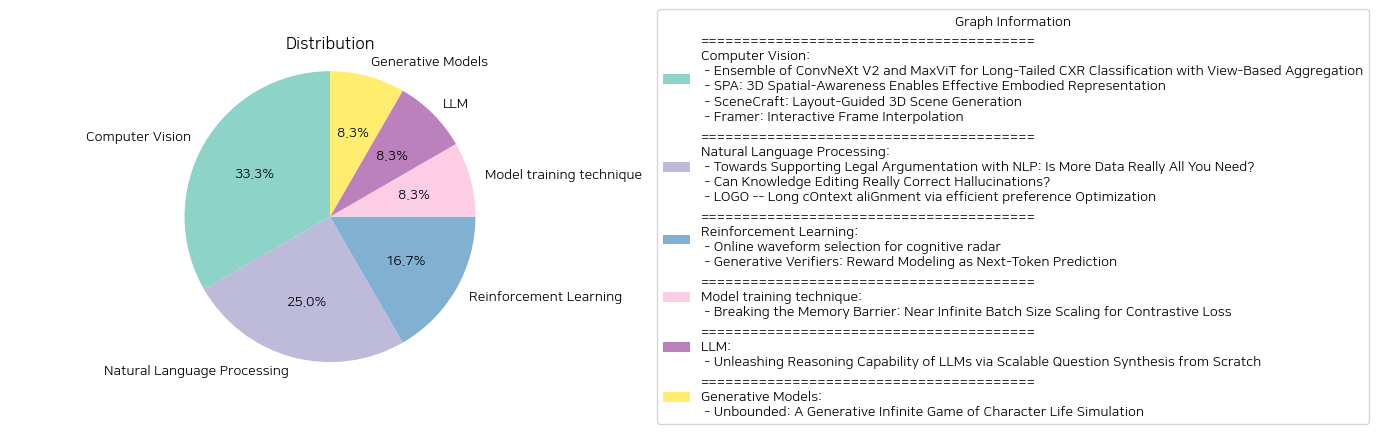 Distribution
Generative Models
LLM
Computer Vision
8.3%
8.3%
33.3%
Model training technique
8.3%
16.7%
25.0%
Reinforcement Learning
Natural Language Processing
Graph Information
========================================
Computer Vision:
- Ensemble of ConvNeXt V2 and MaxViT for Long-Tailed CXR Classification with View-Based Aggregation
- SPA: 3D Spatial-Awareness Enables Effective Embodied Representation
- SceneCraft: Layout-Guided 3D Scene Generation
- Framer: Interactive Frame Interpolation
========================================
Natural Language Processing:
- Towards Supporting Legal Argumentation with NLP: Is More Data Really All You Need?
- Can Knowledge Editing Really Correct Hallucinations?
- LOGO -- Long cOntext aliGnment via efficient preference Optimization
========================================
Reinforcement Learning:
- Online waveform selection for cognitive radar
- Generative Verifiers: Reward Modeling as Next-Token Prediction
========================================
Model training technique:
- Breaking the Memory Barrier: Near Infinite Batch Size Scaling for Contrastive Loss
========================================
LLM:
- Unleashing Reasoning Capability of LLMs via Scalable Question Synthesis from Scratch
========================================
Generative Models:
- Unbounded: A Generative Infinite Game of Character Life Simulation